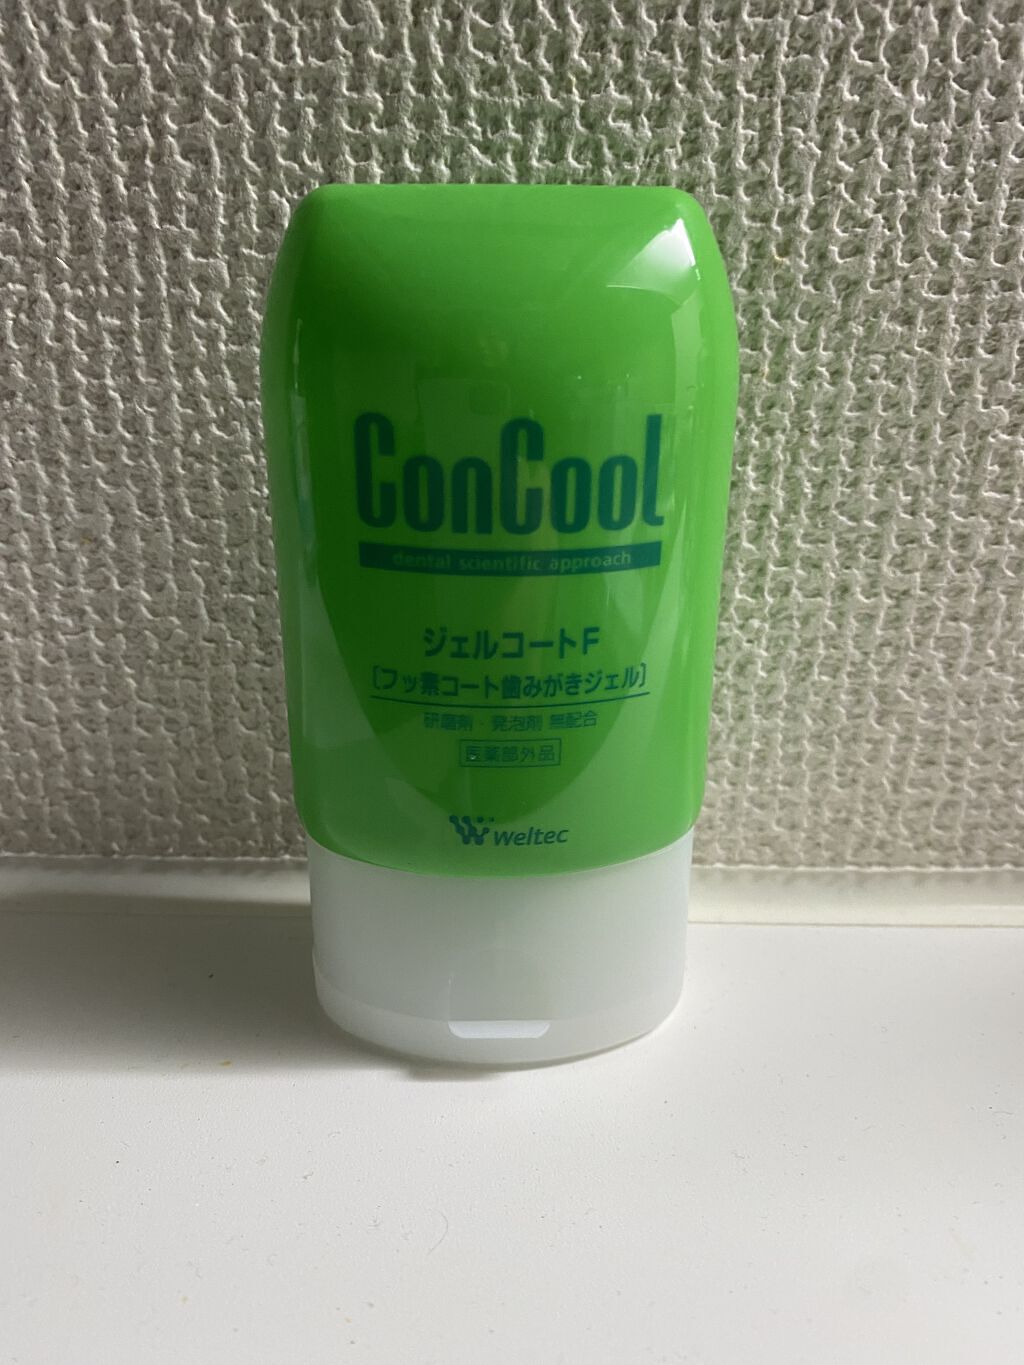 ConCool
dental scientific approach
ジェルコートF
[フッ素コート歯みがきジェル]
研磨剤・発泡剤 無配合
医薬部外品
weltec